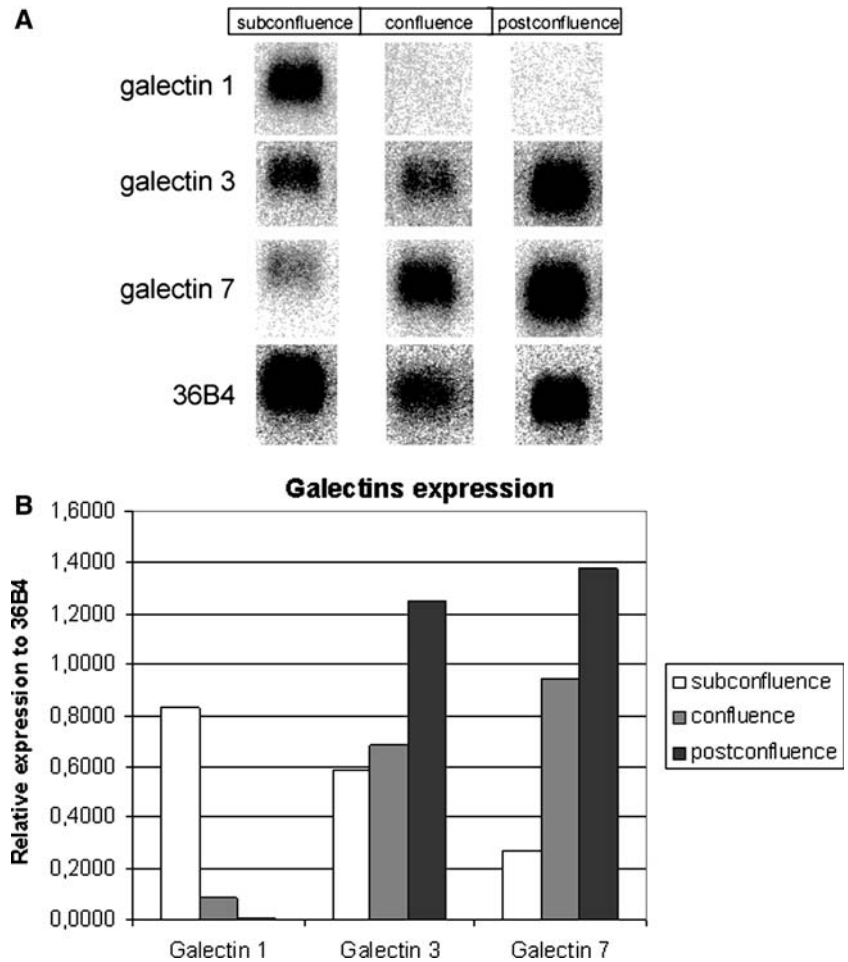 A
subconfluence confluence postconfluence
galectin 1
galectin 3
galectin 7
36B4
B
Galectins expression
Relative expression to 36B4
1,6000
1,4000
1,2000
1,0000
0,8000
0,6000
0,4000
0,2000
0,0000
Galectin 1 Galectin 3 Galectin 7
subconfluence
confluence
postconfluence